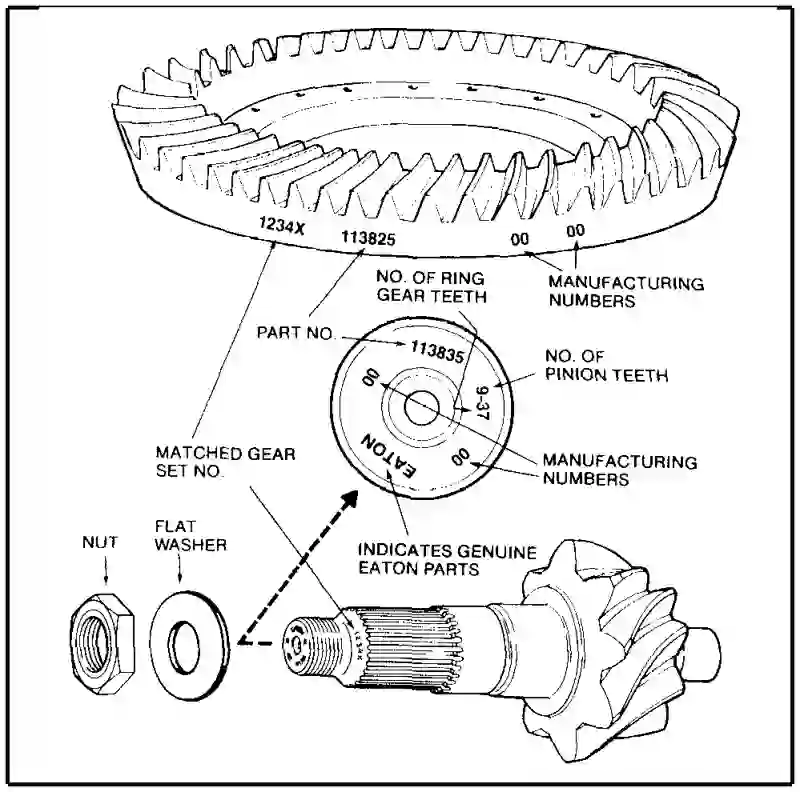 1234X
113825
00
00
NO. OF RING
GEAR TEETH
MANUFACTURING
NUMBERS
PART NO.
113835
NO. OF
PINION TEETH
00
9-37
EATON
00
MATCHED GEAR
SET NO.
MANUFACTURING
NUMBERS
INDICATES GENUINE
EATON PARTS
NUT
FLAT
WASHER
1234X